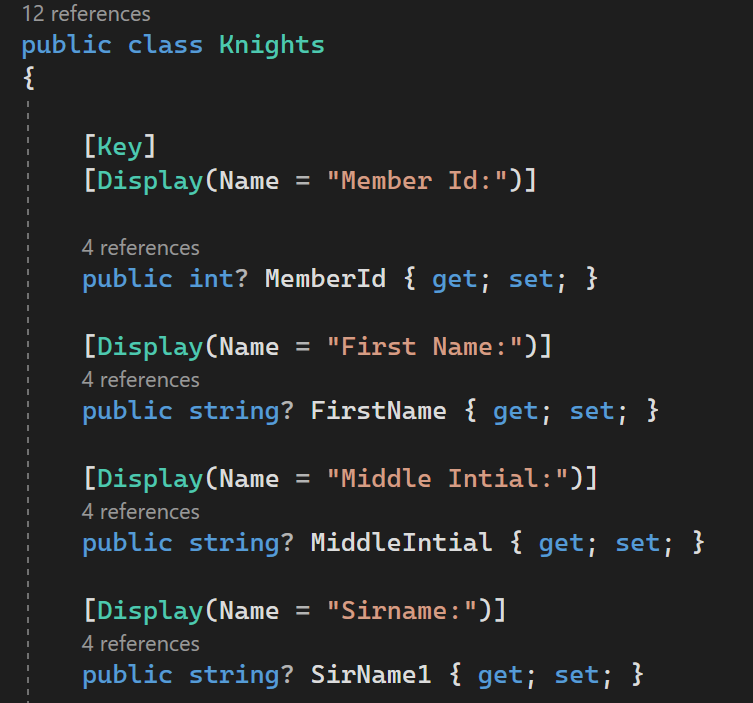 12 references
public class Knights
{
[Key]
[Display(Name = "Member Id:")]
4 references
public int? MemberId { get; set; }
[Display(Name = "First Name:")]
4 references
public string? FirstName { get; set; }
[Display(Name = "Middle Intial:")]
4 references
public string? MiddleIntial { get; set; }
[Display(Name = "Sirname:")]
4 references
public string? SirName1 { get; set; }